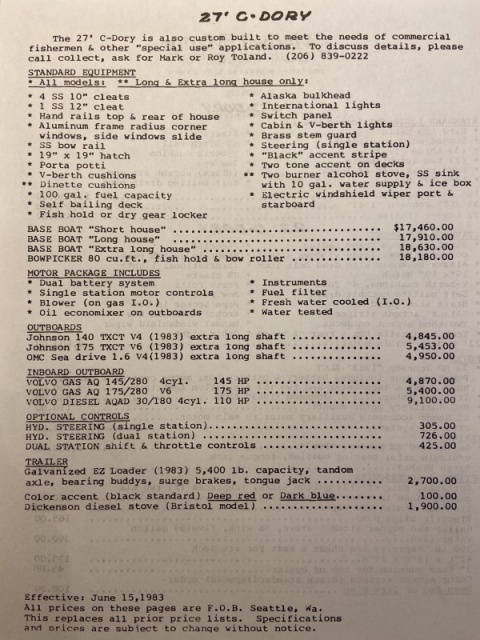 27' C·DORY
The 27' C-Dory is also custom built to meet the needs of commercial
fishermen & other "special use" applications. To discuss details, please
call collect, ask for Mark or Roy Toland. (206) 839-0222
STANDARD EQUIPMENT
* All models: ** Long & Extra long house only:
* 4 SS 10" cleats
* 1 SS 12" cleat
* Hand rails top & rear of house
* Aluminum frame radius corner
windows, side windows slide
* SS bow rail
* 19" x 19" hatch
* Porta potti
* V-berth cushions
** Dinette cushions
* 100 gal. fuel capacity
* Self bailing deck
* Fish hold or dry gear locker
* Alaska bulkhead
* International lights
* Switch panel
* Cabin & V-berth lights
* Brass stem guard
* Steering (single station)
* "Black" accent stripe
* Two tone accent on decks
** Two burner alcohol stove, SS sink
with 10 gal. water supply & ice box
* Electric windshield wiper port &
starboard
BASE BOAT "Short house" ................................ $17,460.00
BASE BOAT "Long house" ................................. 17,910.00
BASE BOAT "Extra long house" ........................... 18,630.00
BOWPICKER 80 cu.ft., fish hold & bow roller ............ 18,180.00
MOTOR PACKAGE INCLUDES
* Dual battery system
* Single station motor controls
* Blower (on gas I.O.)
* Oil economizer on outboards
* Instruments
* Fuel filter
* Fresh water cooled (I.O.)
* Water tested
OUTBOARDS
Johnson 140 TXCT V4 (1983) extra long shaft .............. 4,845.00
Johnson 175 TXCT V6 (1983) extra long shaft .............. 5,453.00
OMC Sea drive 1.6 V4(1983) extra long shaft .............. 4,950.00
INBOARD OUTBOARD
VOLVO GAS AQ 145/280 4cyl. 145 HP .................... 4,870.00
VOLVO GAS AQ 175/280 V6 175 HP .................... 5,400.00
VOLVO DIESEL AQAD 30/180 4cyl. 110 HP .................... 9,100.00
OPTIONAL CONTROLS
HYD. STEERING (single station)........................... 305.00
HYD. STEERING (dual station) ............................ 726.00
DUAL STATION shift & throttle controls .................. 425.00
TRAILER
Galvanized EZ Loader (1983) 5,400 lb. capacity, tandom
axle, bearing buddys, surge brakes, tongue jack ........... 2,700.00
Color accent (black standard) Deep red or Dark blue........ 100.00
Dickenson diesel stove (Bristol model) .................... 1,900.00
Effective: June 15,1983
All prices on these pages are F.O.B. Seattle, Wa.
This replaces all prior price lists. Specifications
and prices are subject to change without notice.